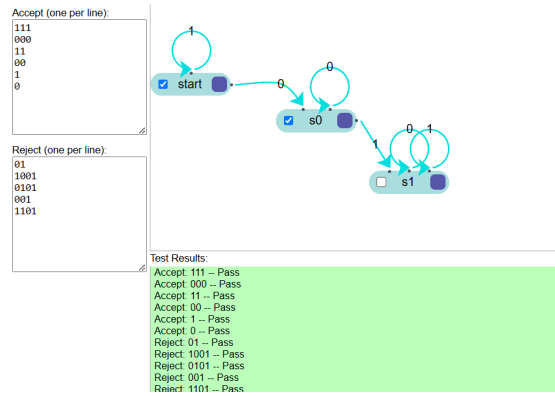 Accept (one per line):
111
000
11
00
1
0
Reject (one per line):
01
1001
0101
001
1101
1
start
0
0
s0
1
0 1
s1
Test Results:
Accept: 111 -- Pass
Accept: 000 -- Pass
Accept: 11 -- Pass
Accept: 00 -- Pass
Accept: 1 -- Pass
Accept: 0 -- Pass
Reject: 01 -- Pass
Reject: 1001 -- Pass
Reject: 0101 -- Pass
Reject: 001 -- Pass
Reject: 1101 -- Pass